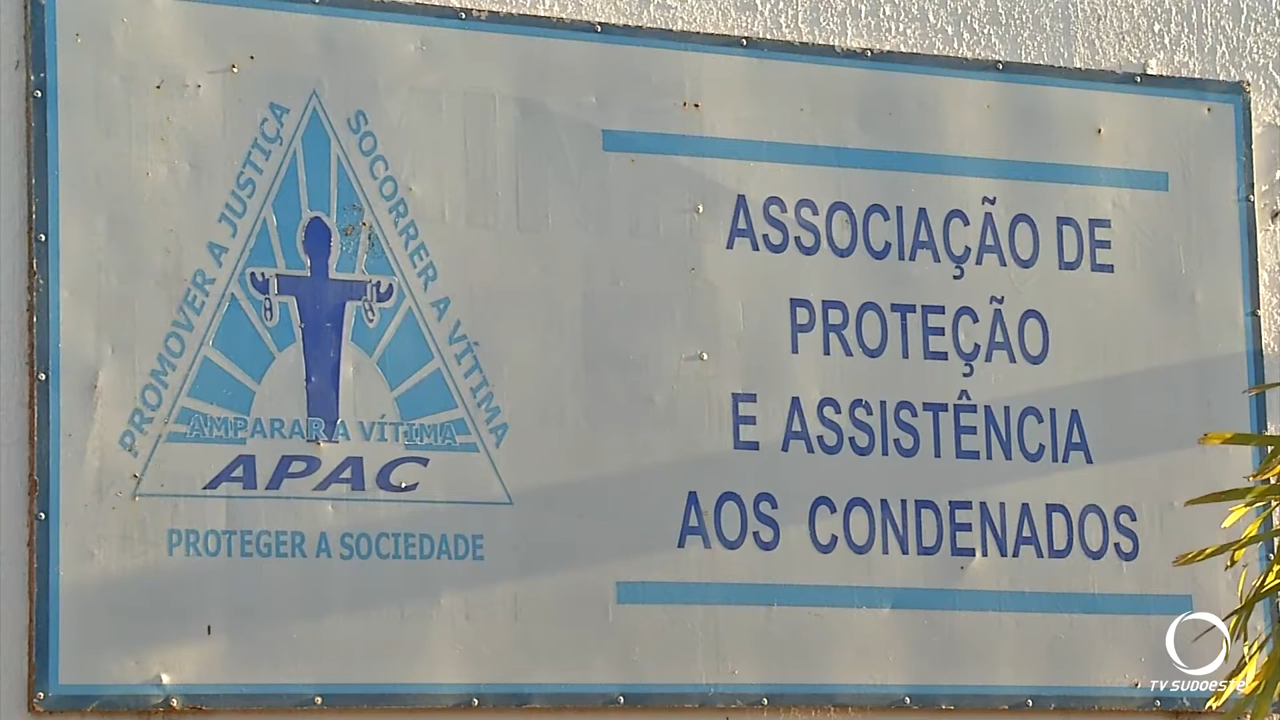 PROMOVER A JUSTIÇA
SOCORRER A VÍTIMA
AMPARAR A VÍTIMA
APAC
PROTEGER A SOCIEDADE
ASSOCIAÇÃO DE
PROTEÇÃO
E ASSISTÊNCIA
AOS CONDENADOS
TV SUDOESTE